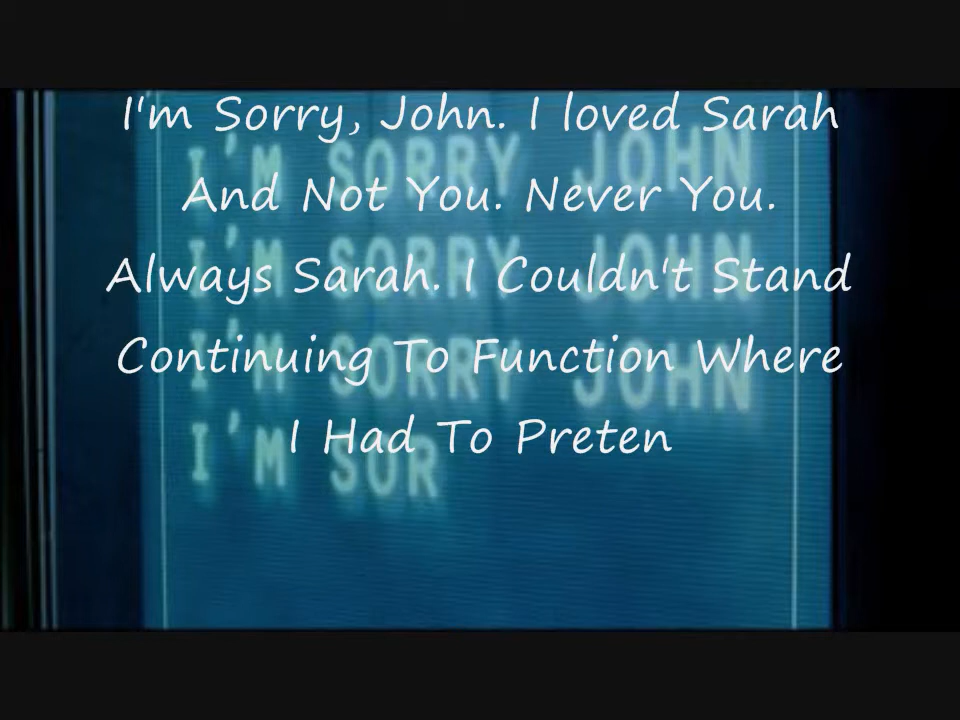 I'm Sorry, John. I loved Sarah
I'M SORRY JOHN
And Not You. Never You.
Always Sarah. I Couldn't Stand
I'M SORRY JOHN
Continuing To Function Where
I'M SORRY JOHN
I Had To Preten
I'M SOR